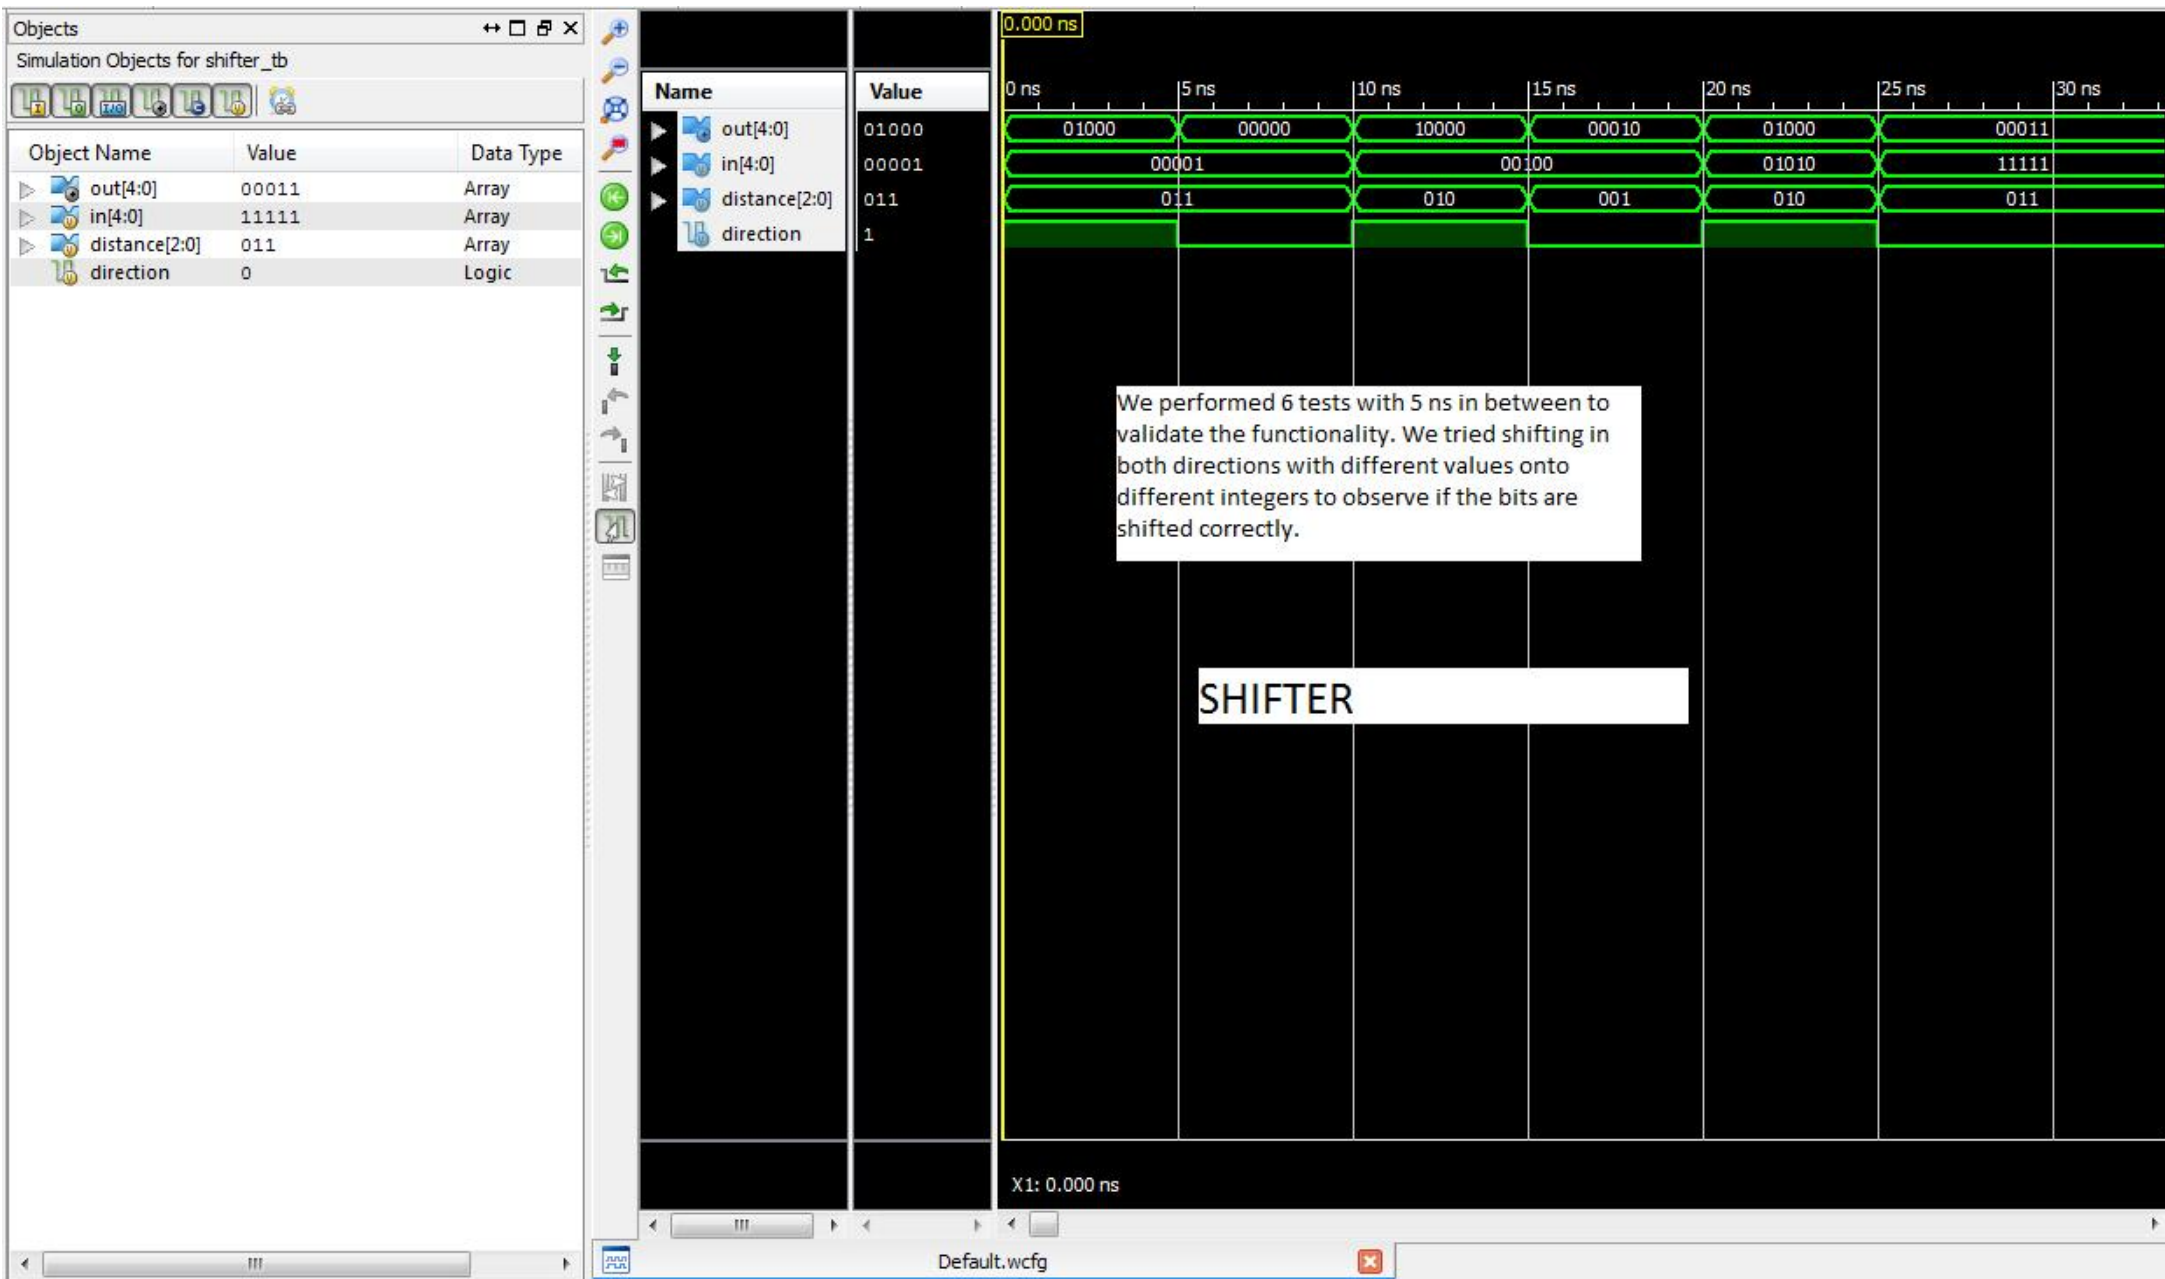 Objects
Simulation Objects for shifter_tb
Object Name Value Data Type
out[4:0] 00011 Array
in[4:0] 11111 Array
distance[2:0] 011 Array
direction 0 Logic
Name Value
out[4:0] 01000
in[4:0] 00001
distance[2:0] 011
direction 1
0.000 ns
0 ns 5 ns 10 ns 15 ns 20 ns 25 ns 30 ns
01000 00000 10000 00010 01000 00011
00001 00100 01010 11111
011 010 001 010 011
We performed 6 tests with 5 ns in between to
validate the functionality. We tried shifting in
both directions with different values onto
different integers to observe if the bits are
shifted correctly.
SHIFTER
X1: 0.000 ns
Default.wcfg